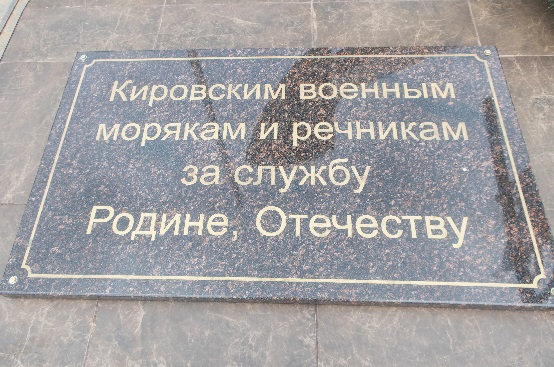 Кировским военным
морякам и речникам
за службу
Родине, Отечеству